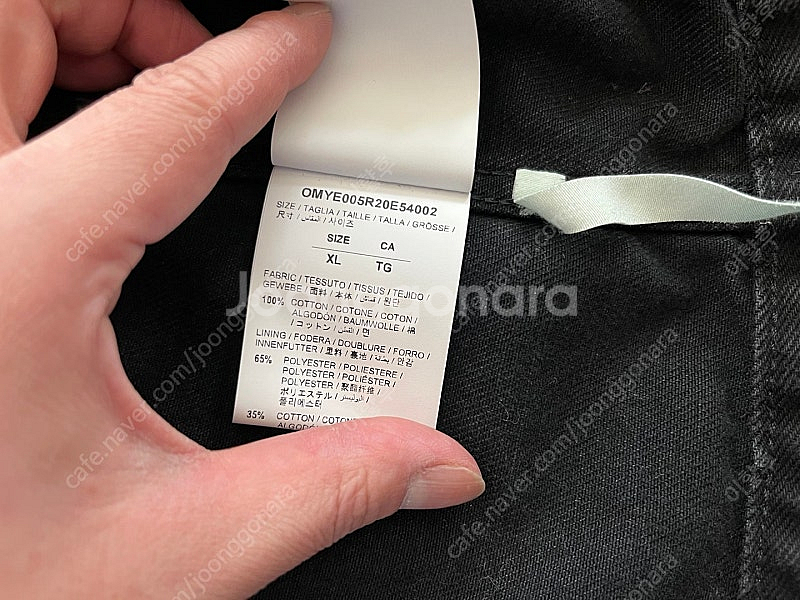 OMYE005R20E54002
SIZE / TAGLIA / TAILLE / TALLA / GRÖSSE /
尺寸 / المقاس / 사이즈
SIZE CA
XL TG
FABRIC / TESSUTO / TISSUS / TEJIDO /
GEWEBE / 面料 / 本体 / قماش / 원단
100% COTTON / COTONE / COTON /
ALGODÓN / BAUMWOLLE / 棉
/ コットン / القطن / 면
LINING / FODERA / DOUBLURE / FORRO /
INNENFUTTER / 里料 / 裏地 / بطانة / 안감
65% POLYESTER / POLIESTERE /
POLYESTER / POLIÉSTER /
POLYESTER / 聚酯纤维 /
ポリエステル / البوليستر /
폴리에스터
35% COTTON / COTONE
Joonggonara
cafe.naver.com/joonggonara